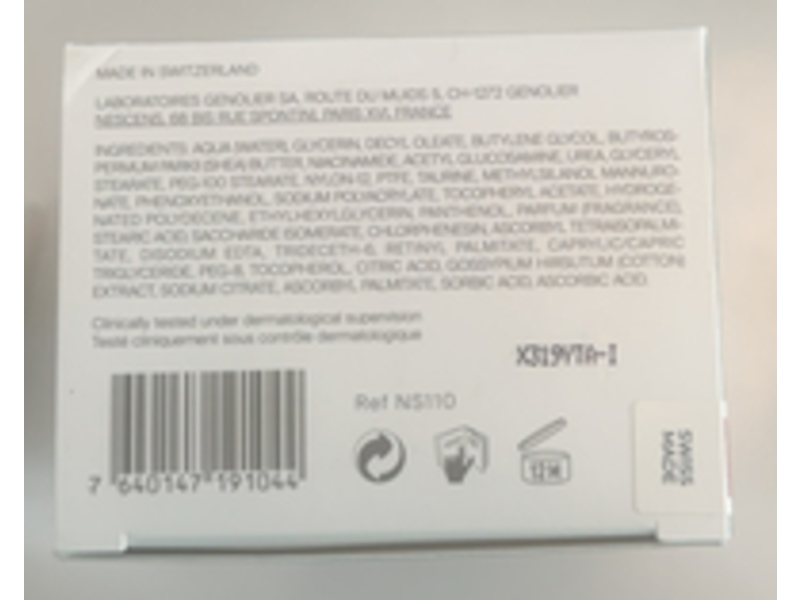 MADE IN SWITZERLAND
LABORATOIRES GENOLIER SA, ROUTE DU MUIDS 5, CH-1272 GENOLIER
NESCENS, 68 BIS RUE SPONTINI, PARIS XVI, FRANCE
INGREDIENTS: AQUA (WATER), GLYCERIN, DECYL OLEATE, BUTYLENE GLYCOL, BUTYROS-
PERMUM PARKII (SHEA) BUTTER, NIACINAMIDE, ACETYL GLUCOSAMINE, UREA, GLYCERYL
STEARATE, PEG-100 STEARATE, NYLON-12, PTFE, TAURINE, METHYLSILANOL MANNURO-
NATE, PHENOXYETHANOL, SODIUM POLYACRYLATE, TOCOPHERYL ACETATE, HYDROGE-
NATED POLYDECENE, ETHYLHEXYLGLYCERIN, PANTHENOL, PARFUM (FRAGRANCE),
STEARIC ACID, SACCHARIDE ISOMERATE, CHLORPHENESIN, ASCORBYL TETRAISOPALMI-
TATE, DISODIUM EDTA, TRIDECETH-6, RETINYL PALMITATE, CAPRYLIC/CAPRIC
TRIGLYCERIDE, PEG-8, TOCOPHEROL, CITRIC ACID, GOSSYPIUM HIRSUTUM (COTTON)
EXTRACT, SODIUM CITRATE, ASCORBYL PALMITATE, SORBIC ACID, ASCORBIC ACID.
Clinically tested under dermatological supervision
Testé cliniquement sous contrôle dermatologique
X319YTA-I
Ref NS110
12 M
7 640147 191044
SWISS
MADE